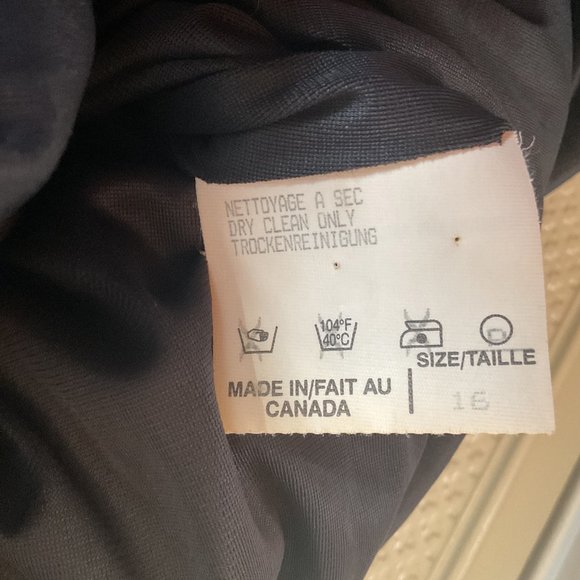 NETTOYAGE A SEC
DRY CLEAN ONLY
TROCKENREINIGUNG
104°F
40°C
SIZE/TAILLE
MADE IN/FAIT AU
CANADA
16